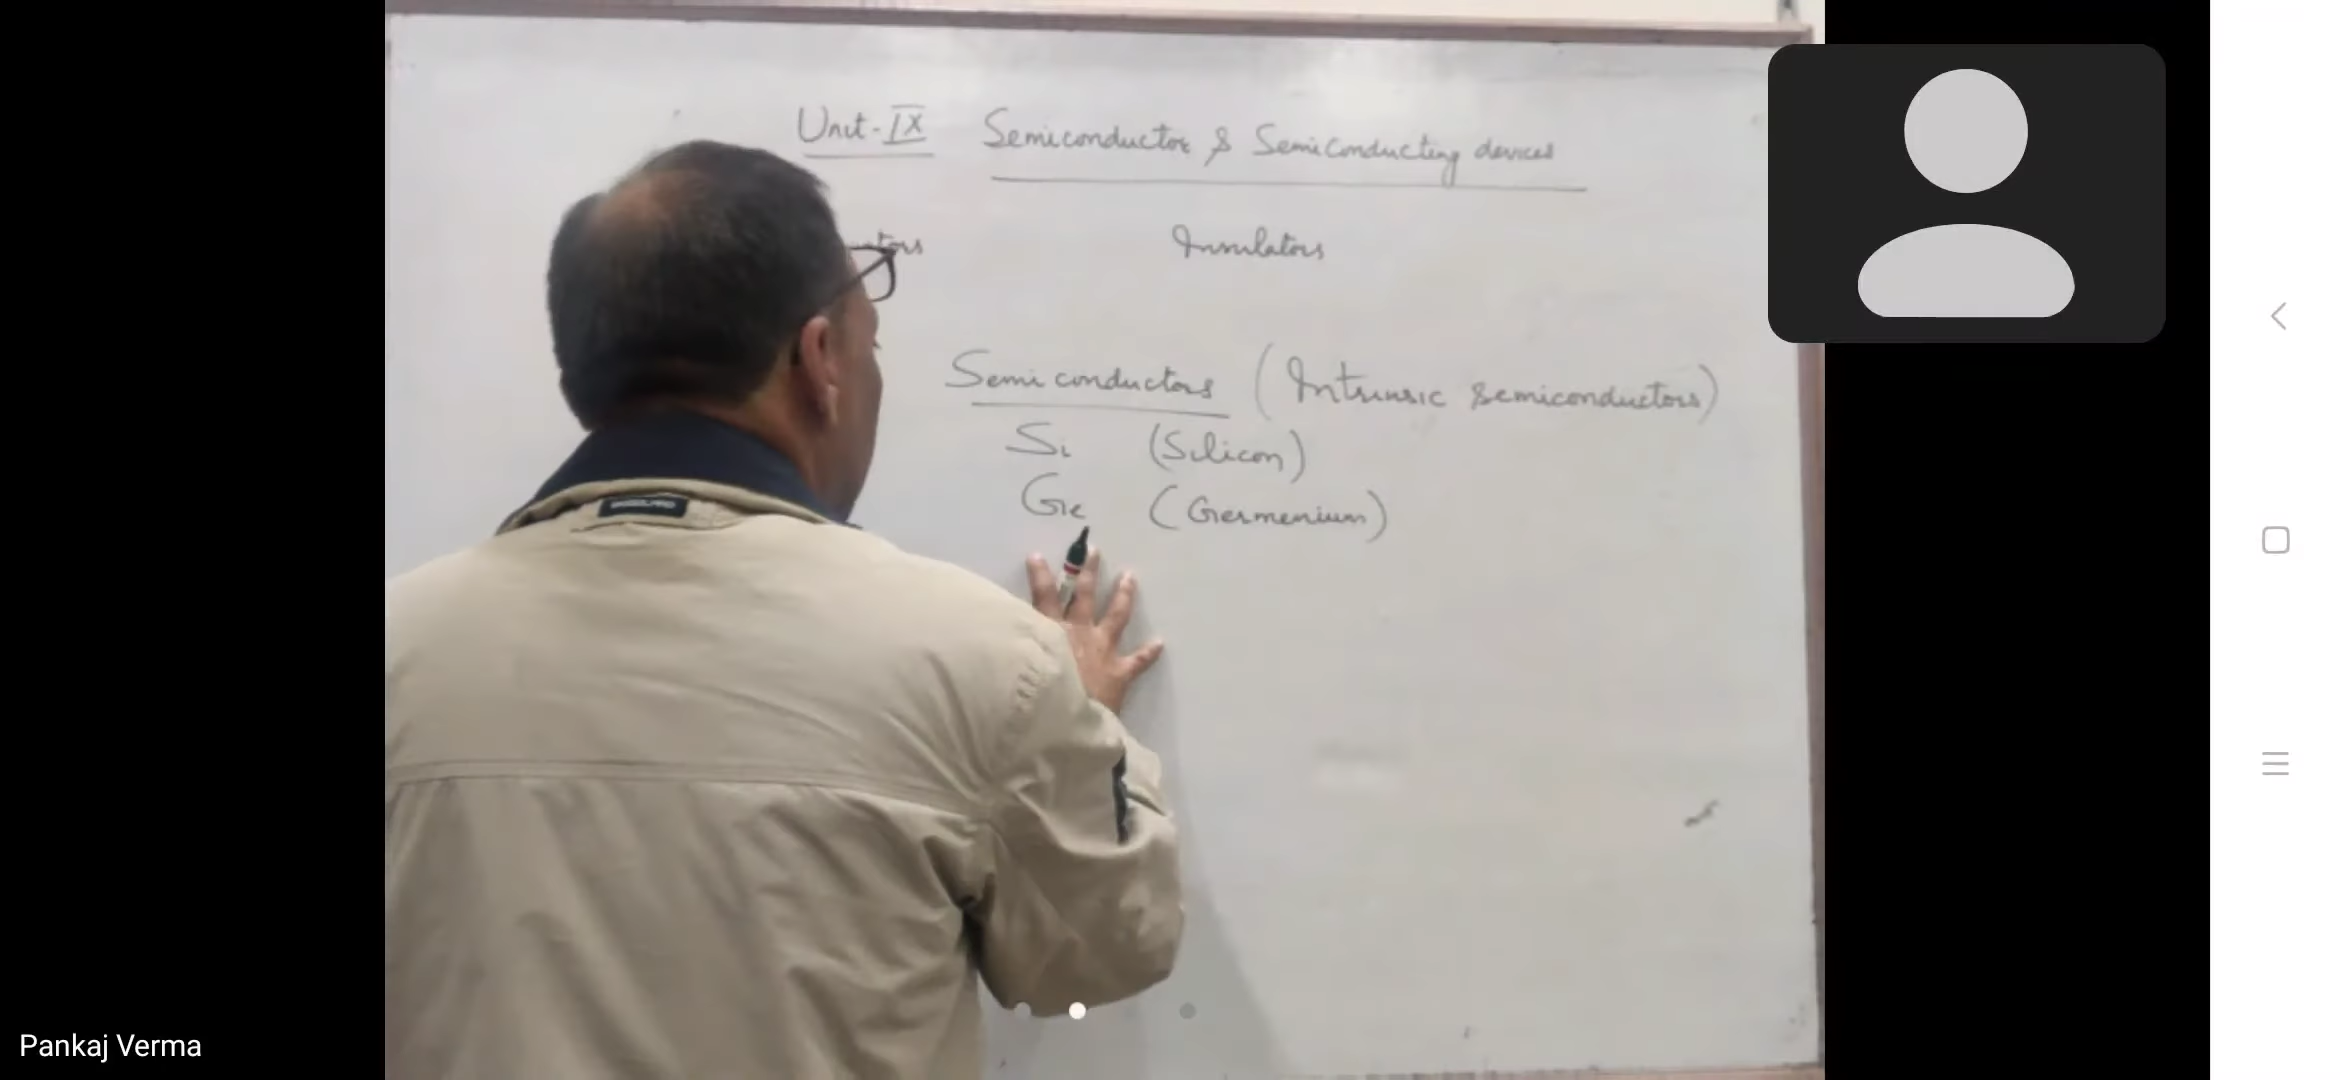 Unit-IX Semiconductor & Semiconducting devices
Insulators
Semiconductors (Intrinsic semiconductors)
Si (Silicon)
Ge (Germenium)
Pankaj Verma